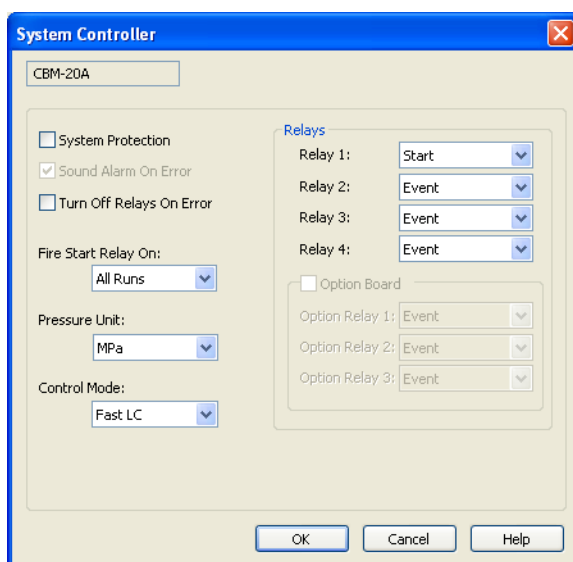 System Controller
CBM-20A
System Protection
Sound Alarm On Error
Turn Off Relays On Error
Fire Start Relay On:
All Runs
Pressure Unit:
MPa
Control Mode:
Fast LC
Relays
Relay 1: Start
Relay 2: Event
Relay 3: Event
Relay 4: Event
Option Board
Option Relay 1: Event
Option Relay 2: Event
Option Relay 3: Event
OK Cancel Help